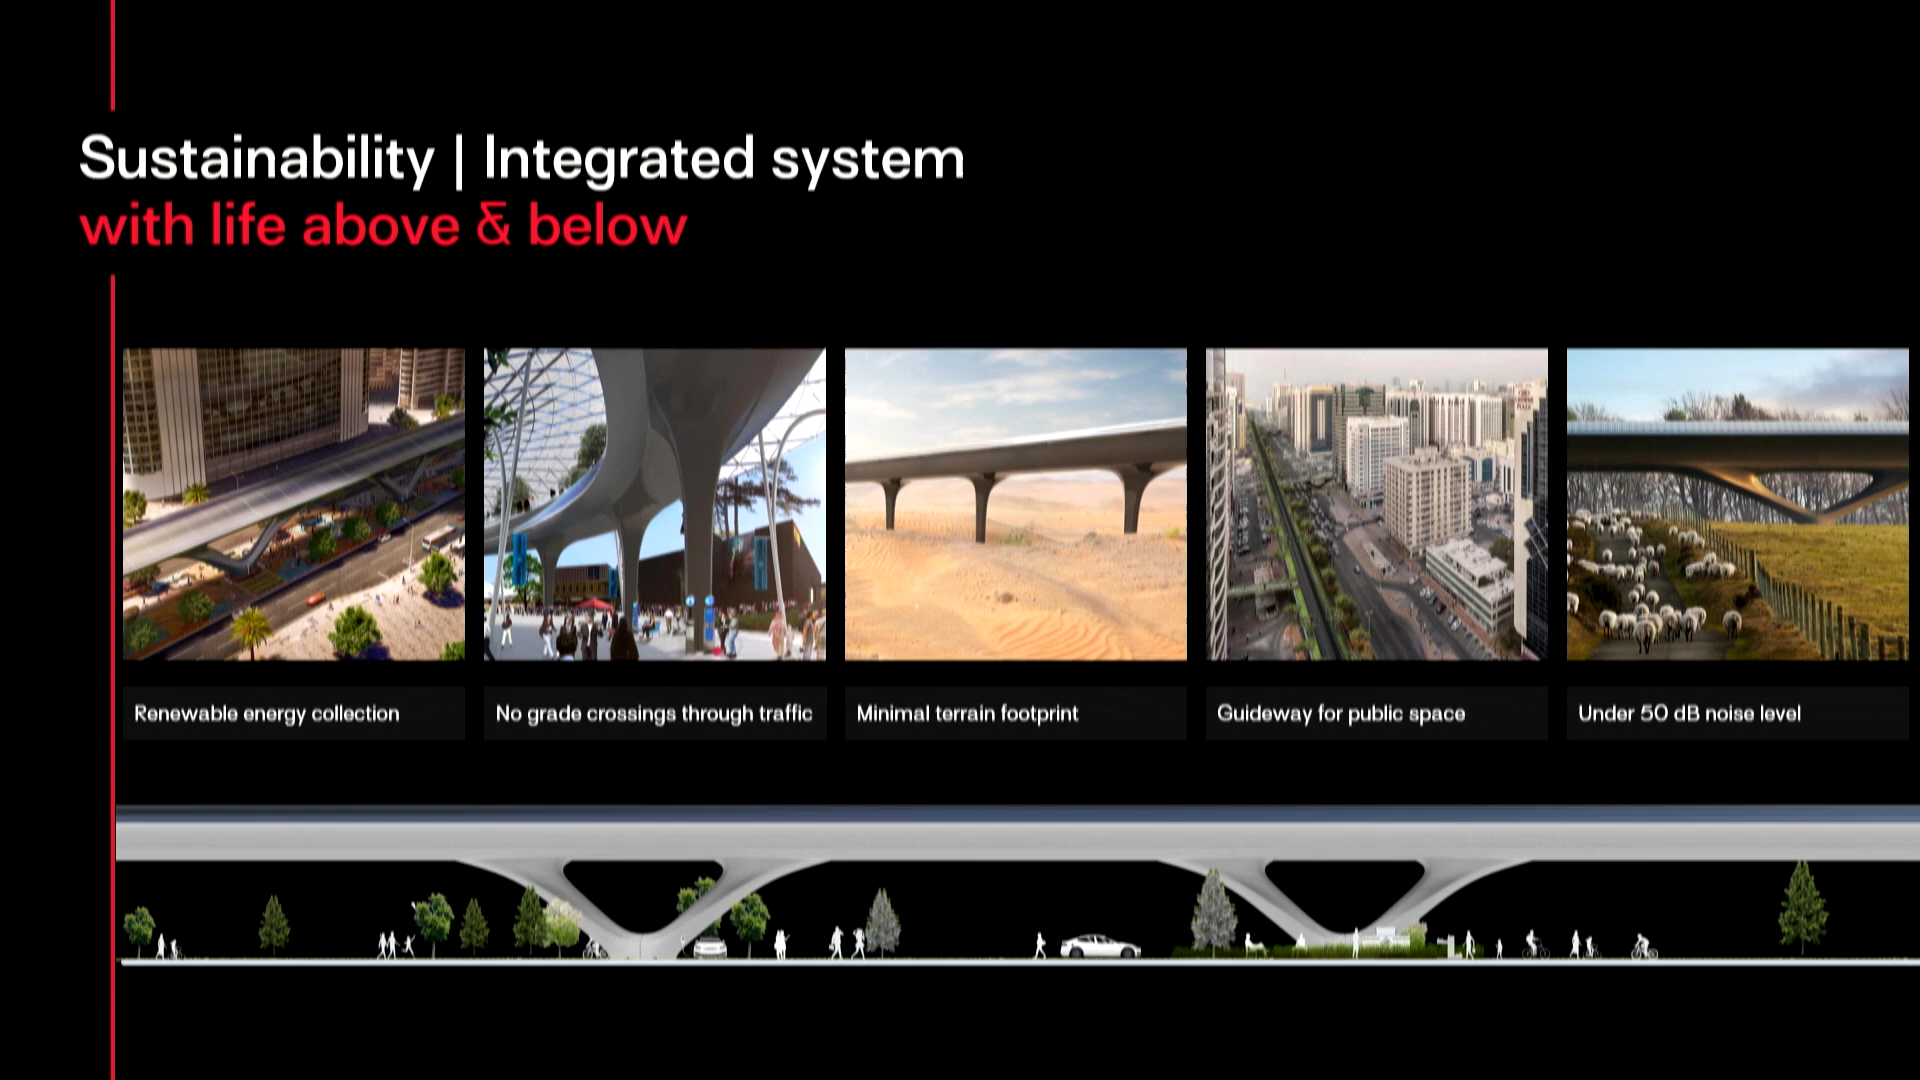 Sustainability | Integrated system
with life above & below
Renewable energy collection
No grade crossings through traffic
Minimal terrain footprint
Guideway for public space
Under 50 dB noise level